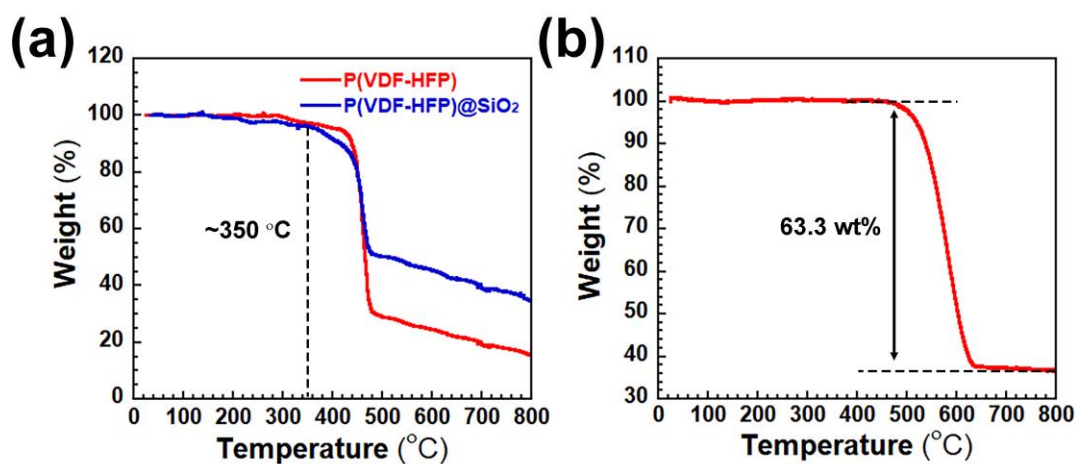 (a)
120
100
80
60
40
20
0
Weight (%)
P(VDF-HFP)
P(VDF-HFP)@SiO₂
~350 °C
0 100 200 300 400 500 600 700 800
Temperature (°C)
(b)
110
100
90
80
70
60
50
40
30
Weight (%)
63.3 wt%
0 100 200 300 400 500 600 700 800
Temperature (°C)